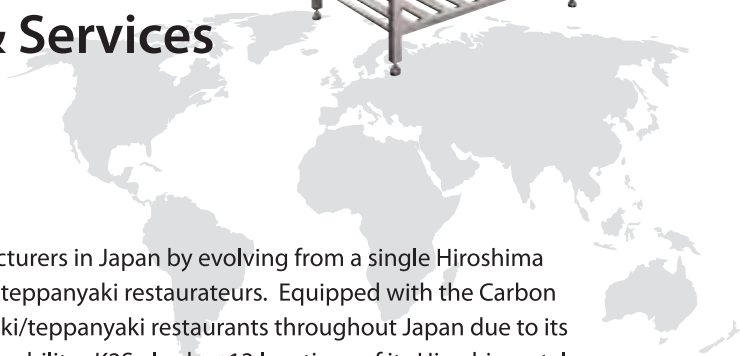 & Services
cturers in Japan by evolving from a single Hiroshima
teppanyaki restaurateurs.  Equipped with the Carbon
ki/teppanyaki restaurants throughout Japan due to its